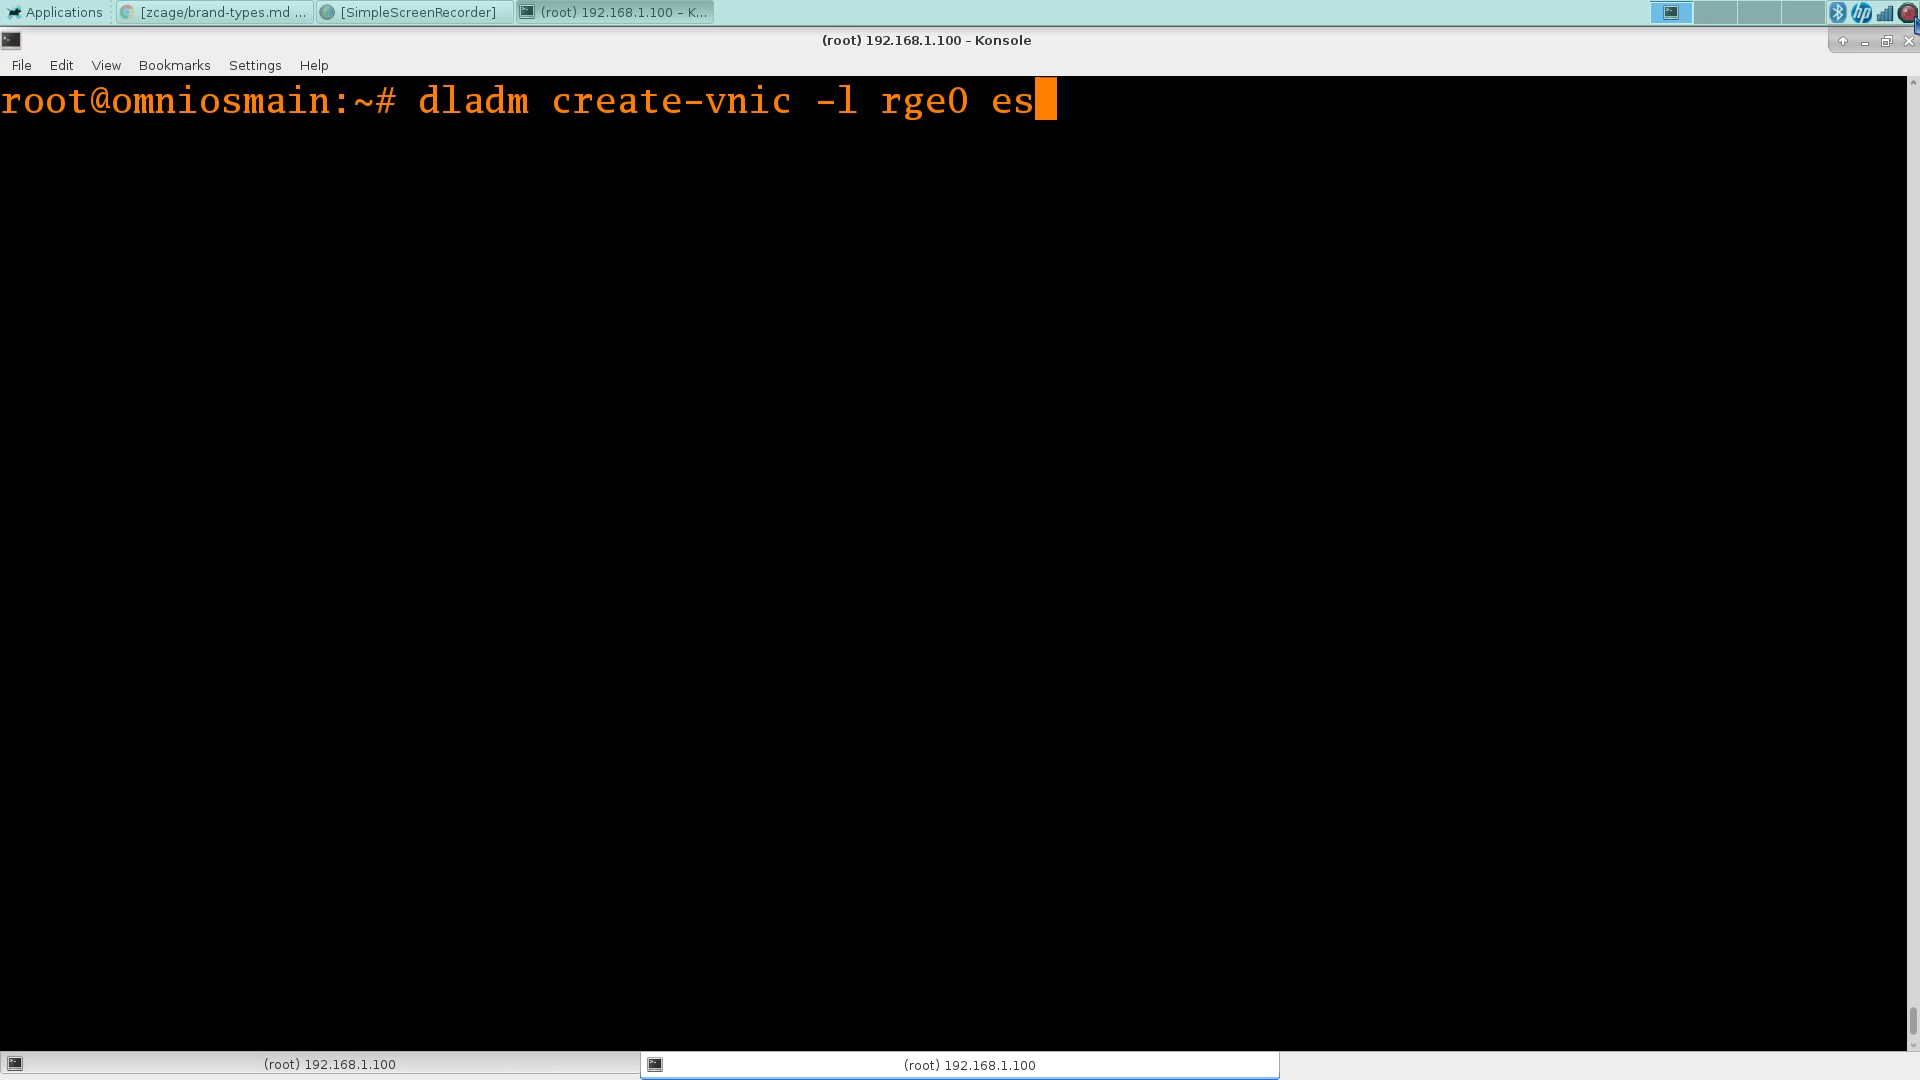 Applications [zcage/brand-types.md ... [SimpleScreenRecorder] (root) 192.168.1.100 – K... hp
(root) 192.168.1.100 – Konsole
File Edit View Bookmarks Settings Help
root@omniosmain:~# dladm create-vnic -l rge0 es
(root) 192.168.1.100 (root) 192.168.1.100